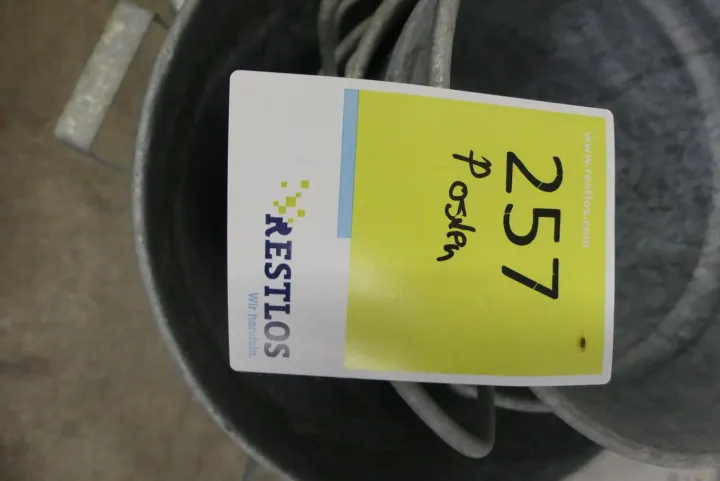 www.restlos.com
257
Posten
RESTLOS
Wir handeln.